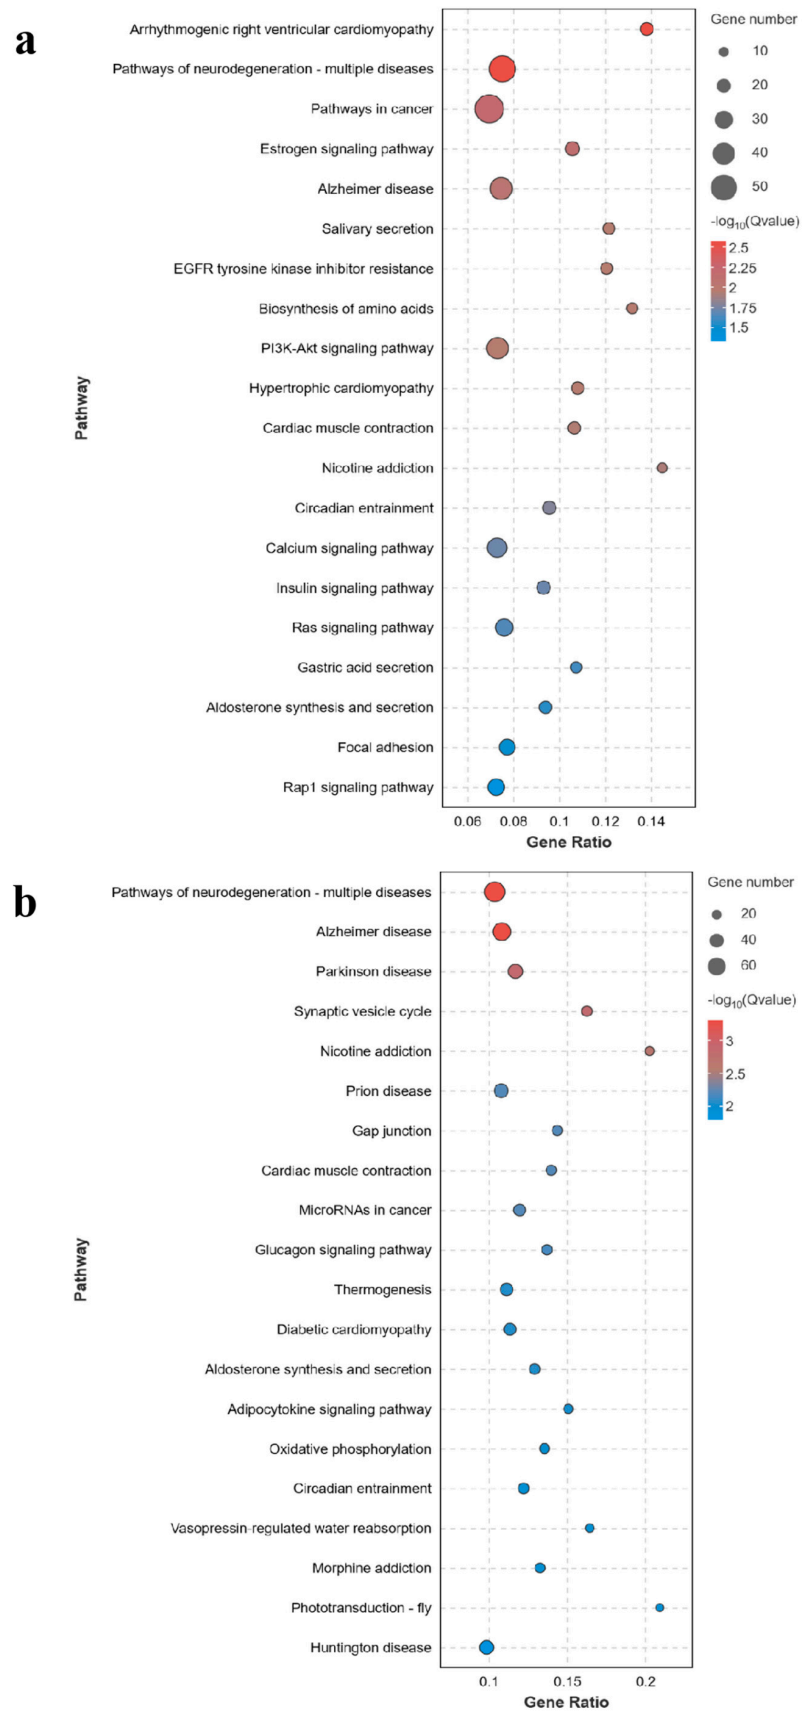 a
Arrhythmogenic right ventricular cardiomyopathy
Pathways of neurodegeneration - multiple diseases
Pathways in cancer
Estrogen signaling pathway
Alzheimer disease
Salivary secretion
EGFR tyrosine kinase inhibitor resistance
Biosynthesis of amino acids
PI3K-Akt signaling pathway
Hypertrophic cardiomyopathy
Cardiac muscle contraction
Nicotine addiction
Circadian entrainment
Calcium signaling pathway
Insulin signaling pathway
Ras signaling pathway
Gastric acid secretion
Aldosterone synthesis and secretion
Focal adhesion
Rap1 signaling pathway
Pathway
0.06 0.08 0.1 0.12 0.14
Gene Ratio
Gene number
10
20
30
40
50
-log10(Qvalue)
2.5
2.25
2
1.75
1.5
b
Pathways of neurodegeneration - multiple diseases
Alzheimer disease
Parkinson disease
Synaptic vesicle cycle
Nicotine addiction
Prion disease
Gap junction
Cardiac muscle contraction
MicroRNAs in cancer
Glucagon signaling pathway
Thermogenesis
Diabetic cardiomyopathy
Aldosterone synthesis and secretion
Adipocytokine signaling pathway
Oxidative phosphorylation
Circadian entrainment
Vasopressin-regulated water reabsorption
Morphine addiction
Phototransduction - fly
Huntington disease
Pathway
0.1 0.15 0.2
Gene Ratio
Gene number
20
40
60
-log10(Qvalue)
3
2.5
2